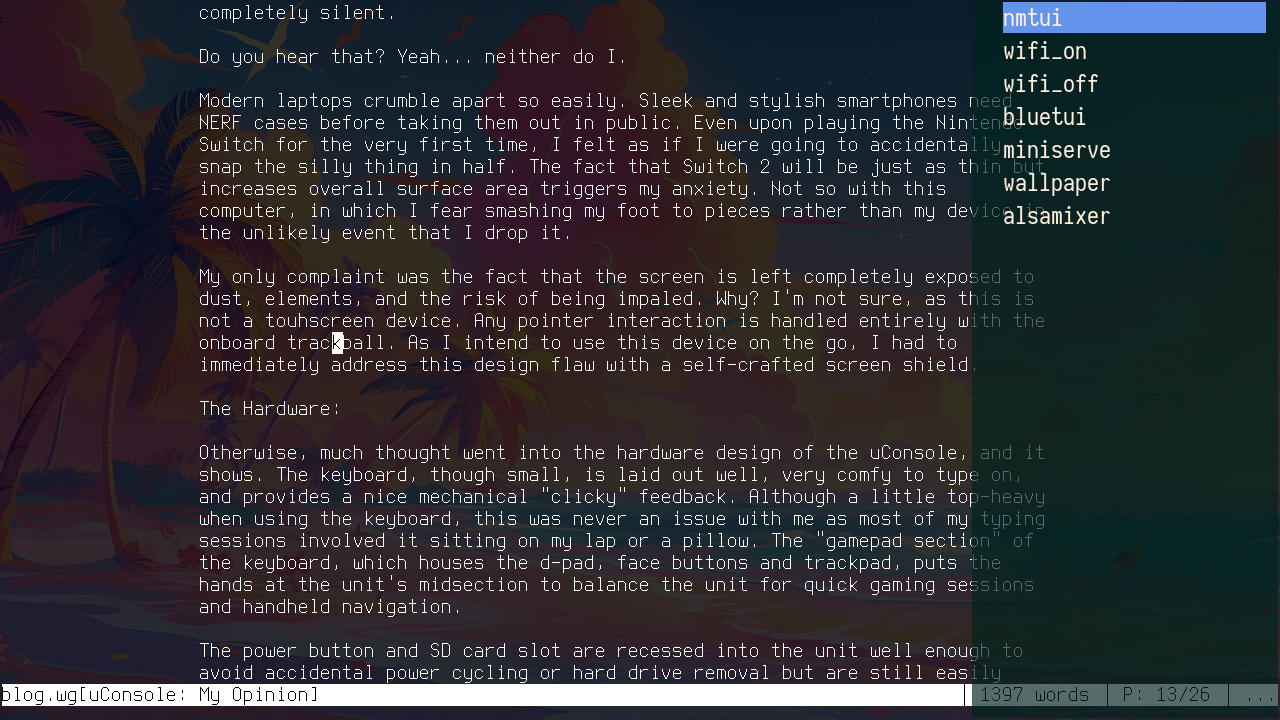 completely silent.
Do you hear that? Yeah... neither do I.
Modern laptops crumble apart so easily. Sleek and stylish smartphones need
NERF cases before taking them out in public. Even upon playing the Nintendo
Switch for the very first time, I felt as if I were going to accidentally
snap the silly thing in half. The fact that Switch 2 will be just as thin but
increases overall surface area triggers my anxiety. Not so with this
computer, in which I fear smashing my foot to pieces rather than my device in
the unlikely event that I drop it.
My only complaint was the fact that the screen is left completely exposed to
dust, elements, and the risk of being impaled. Why? I'm not sure, as this is
not a touhscreen device. Any pointer interaction is handled entirely with the
onboard trackball. As I intend to use this device on the go, I had to
immediately address this design flaw with a self-crafted screen shield.
The Hardware:
Otherwise, much thought went into the hardware design of the uConsole, and it
shows. The keyboard, though small, is laid out well, very comfy to type on,
and provides a nice mechanical "clicky" feedback. Although a little top-heavy
when using the keyboard, this was never an issue with me as most of my typing
sessions involved it sitting on my lap or a pillow. The "gamepad section" of
the keyboard, which houses the d-pad, face buttons and trackpad, puts the
hands at the unit's midsection to balance the unit for quick gaming sessions
and handheld navigation.
The power button and SD card slot are recessed into the unit well enough to
avoid accidental power cycling or hard drive removal but are still easily
blog.wg[uConsole: My Opinion]
1397 words
P: 13/26
...
nmtui
wifi_on
wifi_off
bluetui
miniserve
wallpaper
alsamixer